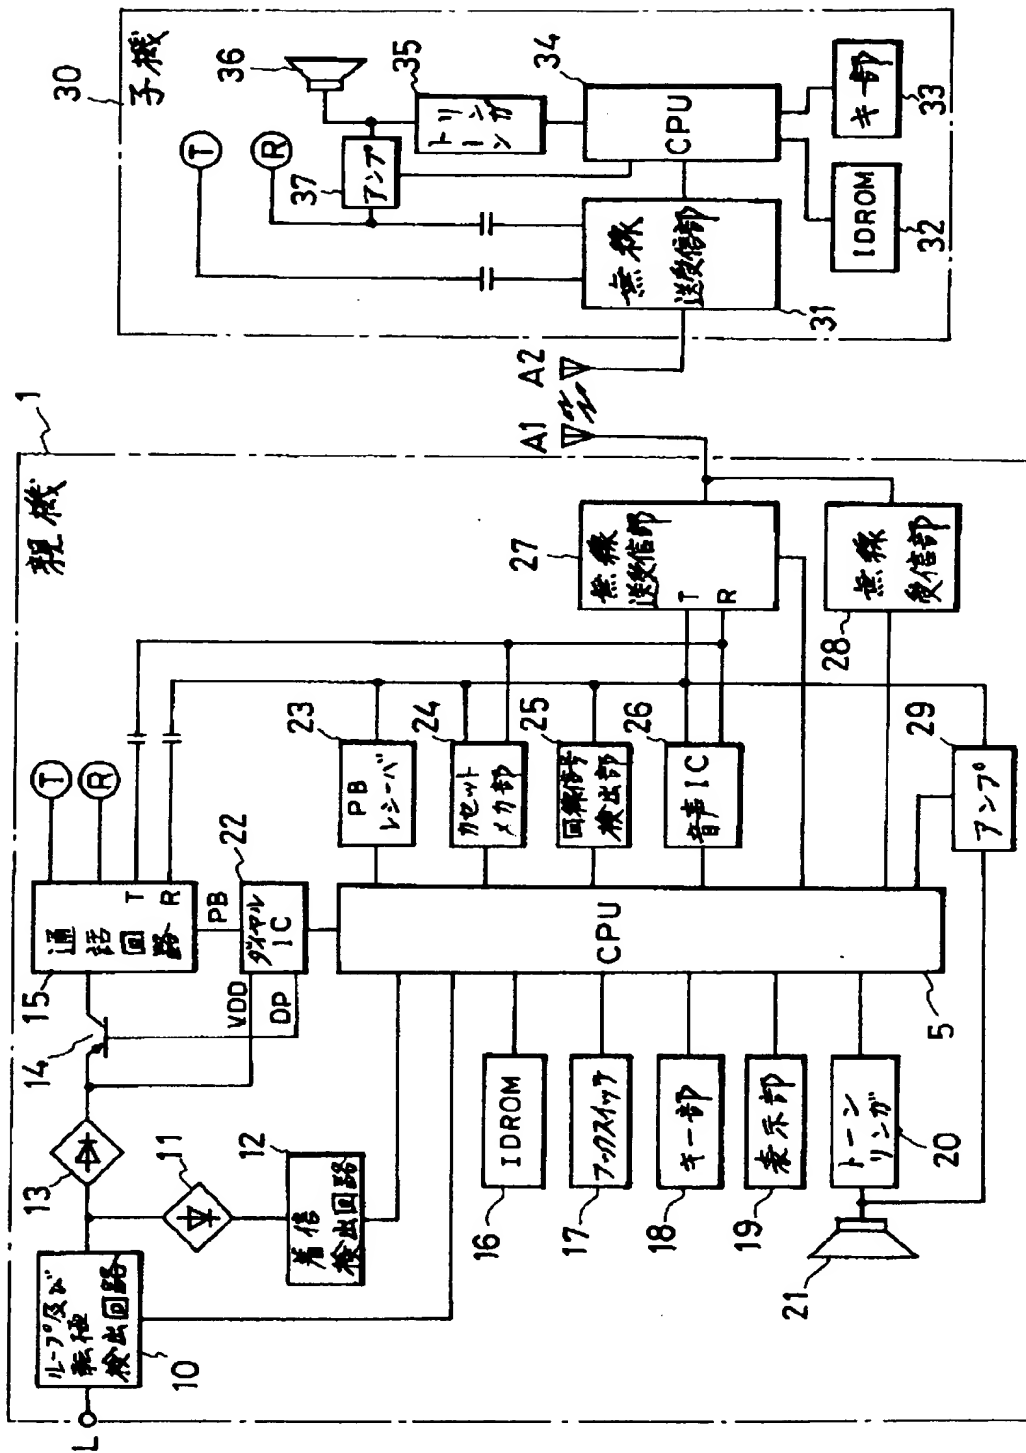 1
親機
L
ループ及び
転極
検出回路
10
13
11
着信
検出回路
12
14
通話
回路
15
T
R
T
R
PB
VDD
DP
ダイヤル
IC
22
PB
レシーバ
23
カセット
メカ部
24
回線信号
検出部
25
音声IC
26
CPU
5
IDROM
16
フックスイッチ
17
キー部
18
表示部
19
トーン
リンガ
20
21
無線
送受信部
T
R
27
無線
受信部
28
アンプ
29
A1
A2
30
子機
T
R
36
アンプ
37
トーン
リンガ
35
CPU
34
無線
送受信部
31
IDROM
32
キー部
33